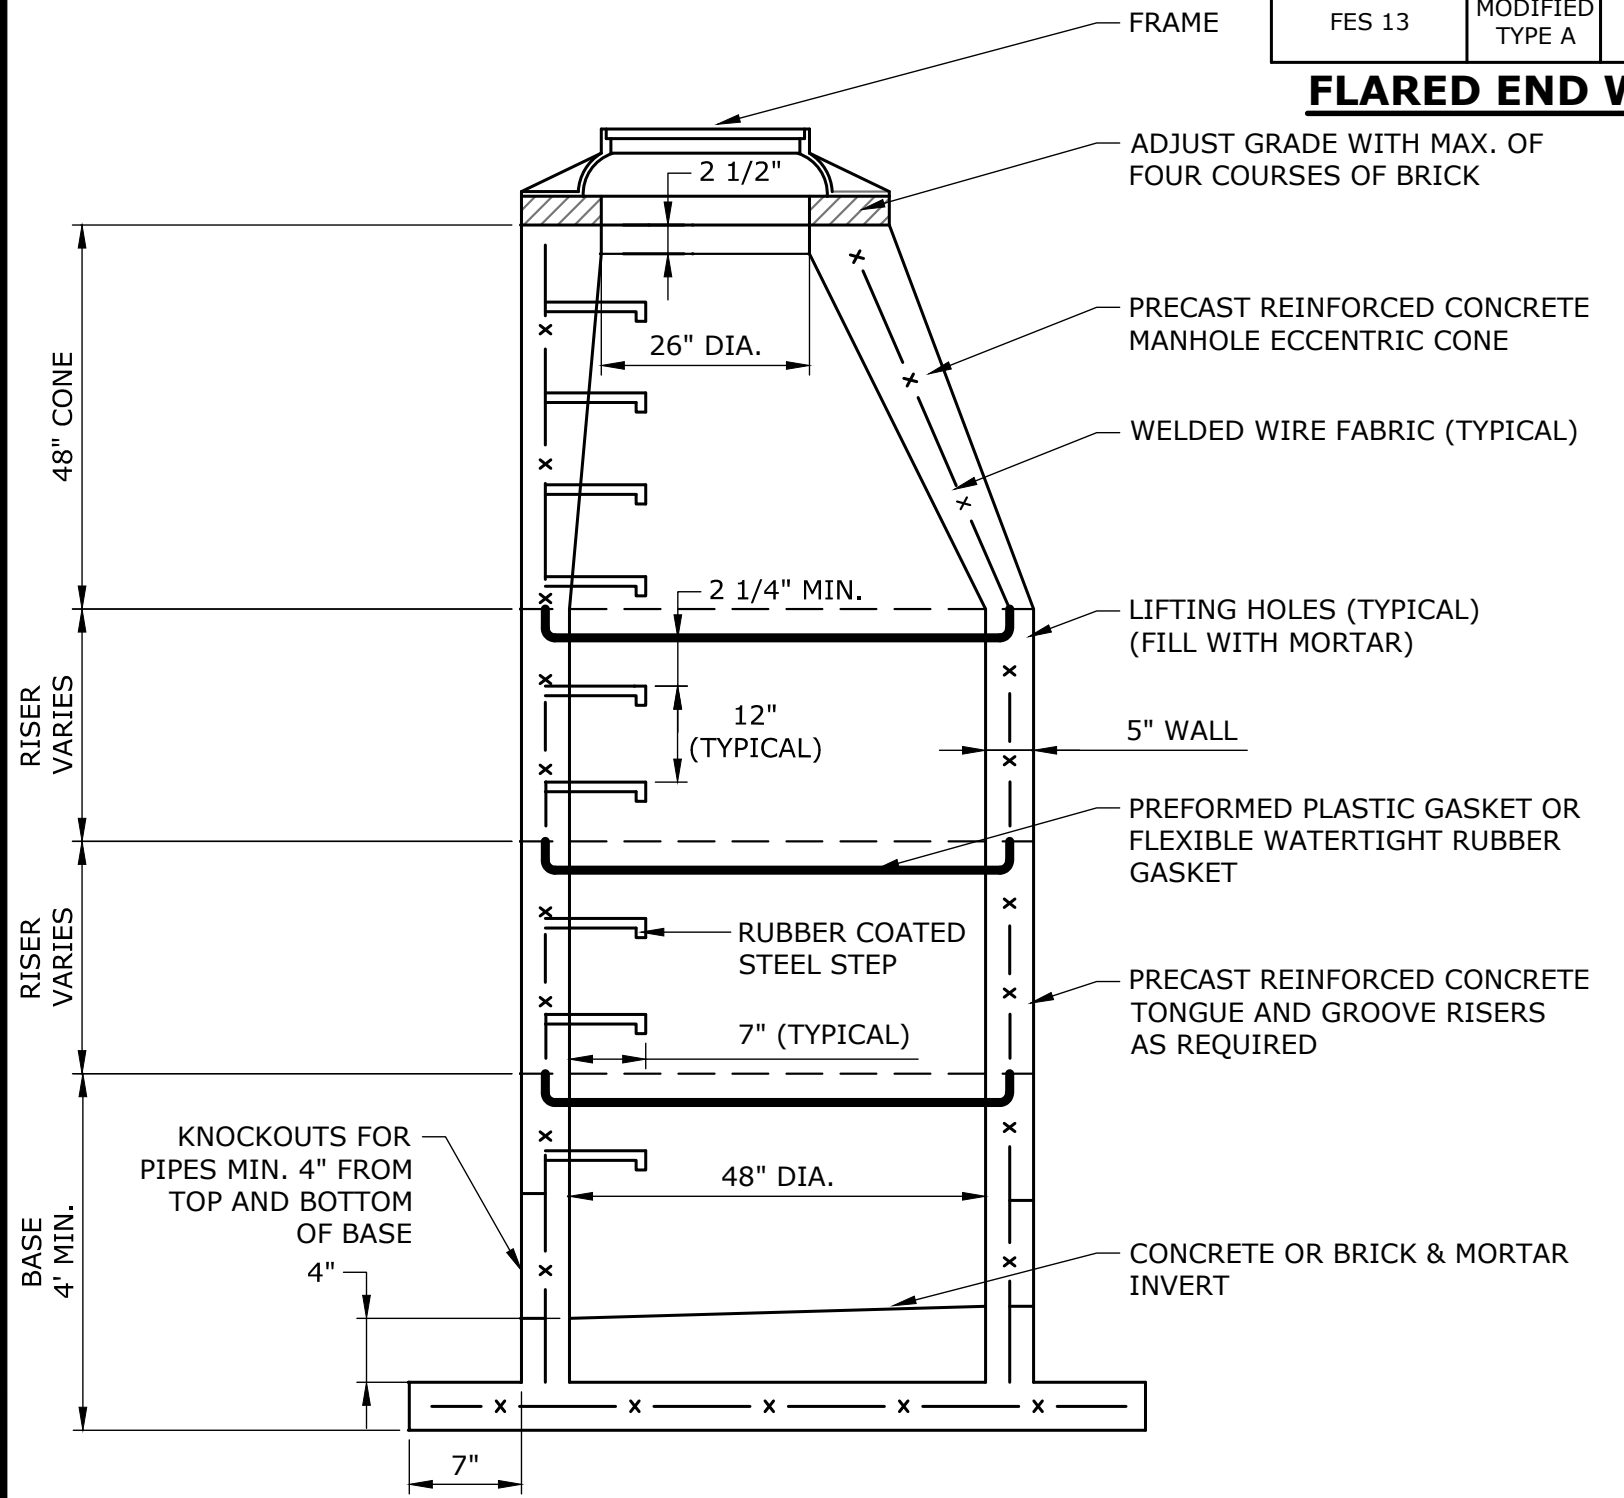 FRAME
FES 13
MODIFIED
TYPE A
FLARED END W
ADJUST GRADE WITH MAX. OF
FOUR COURSES OF BRICK
2 1/2"
PRECAST REINFORCED CONCRETE
MANHOLE ECCENTRIC CONE
26" DIA.
48" CONE
WELDED WIRE FABRIC (TYPICAL)
2 1/4" MIN.
LIFTING HOLES (TYPICAL)
(FILL WITH MORTAR)
RISER
VARIES
12"
(TYPICAL)
5" WALL
PREFORMED PLASTIC GASKET OR
FLEXIBLE WATERTIGHT RUBBER
GASKET
RISER
VARIES
RUBBER COATED
STEEL STEP
PRECAST REINFORCED CONCRETE
TONGUE AND GROOVE RISERS
AS REQUIRED
7" (TYPICAL)
KNOCKOUTS FOR
PIPES MIN. 4" FROM
TOP AND BOTTOM
OF BASE
48" DIA.
BASE
4' MIN.
4"
CONCRETE OR BRICK & MORTAR
INVERT
7"